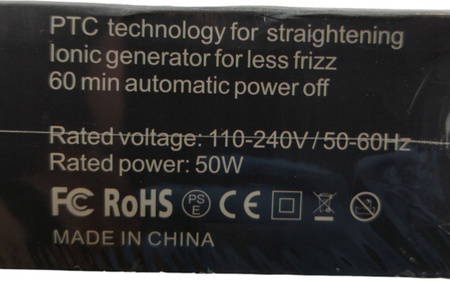 PTC technology for straightening
Ionic generator for less frizz
60 min automatic power off
Rated voltage: 110-240V / 50-60Hz
Rated power: 50W
FC RoHS PS E CE
MADE IN CHINA